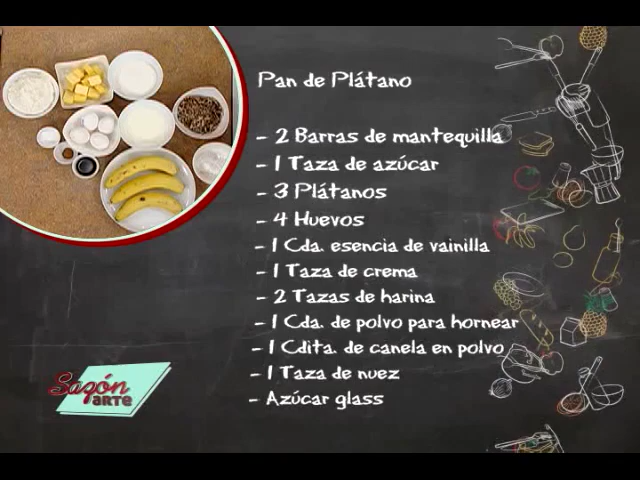 Pan de Plátano
- 2 Barras de mantequilla
- 1 Taza de azúcar
- 3 Plátanos
- 4 Huevos
- 1 Cda. esencia de vainilla
- 1 Taza de crema
- 2 Tazas de harina
- 1 Cda. de polvo para hornear
- 1 Cdita. de canela en polvo
- 1 Taza de nuez
- Azúcar glass
Sazón
ARTE